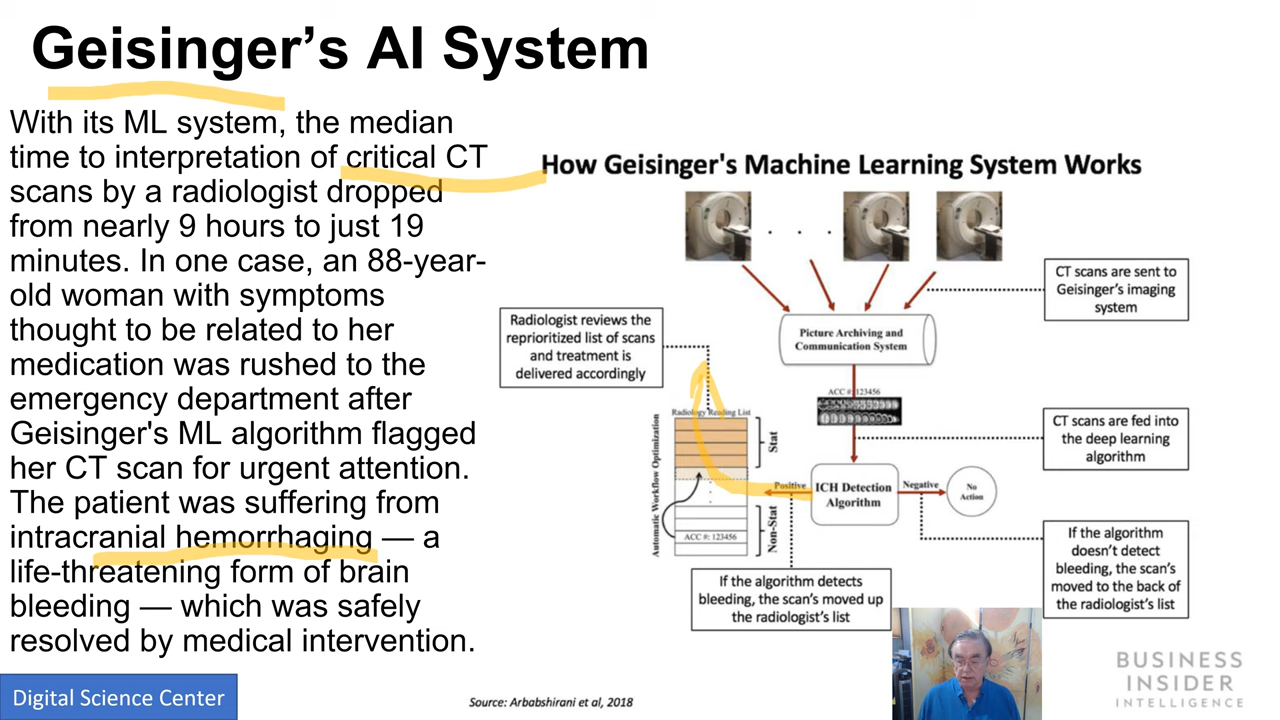 Geisinger’s AI System
With its ML system, the median
time to interpretation of critical CT
scans by a radiologist dropped
from nearly 9 hours to just 19
minutes. In one case, an 88-year-
old woman with symptoms
thought to be related to her
medication was rushed to the
emergency department after
Geisinger's ML algorithm flagged
her CT scan for urgent attention.
The patient was suffering from
intracranial hemorrhaging — a
life-threatening form of brain
bleeding — which was safely
resolved by medical intervention.
How Geisinger's Machine Learning System Works
CT scans are sent to
Geisinger’s imaging
system
Picture Archiving and
Communication System
Radiologist reviews the
reprioritized list of scans
and treatment is
delivered accordingly
ACC #: 123456
CT scans are fed into
the deep learning
algorithm
Radiology Reading List
Automatic Workflow Optimization
Stat
Non-Stat
ACC #: 123456
Positive
ICH Detection
Algorithm
Negative
No
Action
If the algorithm detects
bleeding, the scan’s moved up
the radiologist’s list
If the algorithm
doesn’t detect
bleeding, the scan’s
moved to the back of
the radiologist’s list
Digital Science Center
Source: Arbabshirani et al, 2018
BUSINESS
INSIDER
INTELLIGENCE